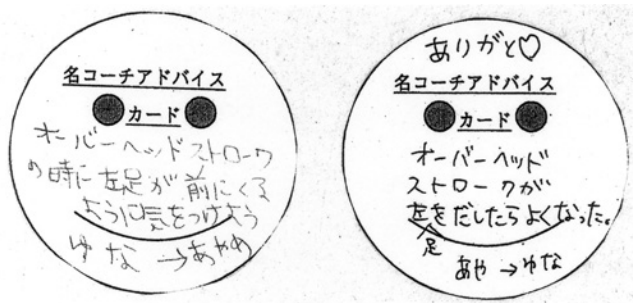 名コーチアドバイス
カード
オーバーヘッドストローク
の時に左足が前にくる
ように気をつけよう
ゆな→あやめ
ありがと♡
名コーチアドバイス
カード
オーバーヘッド
ストロークが
左足をだしたらよくなった。
あや→ゆな